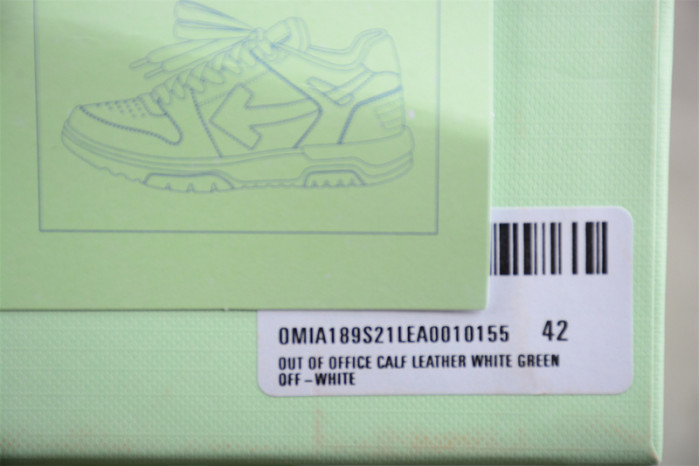 OMIA189S21LEA0010155 42
OUT OF OFFICE CALF LEATHER WHITE GREEN
OFF-WHITE